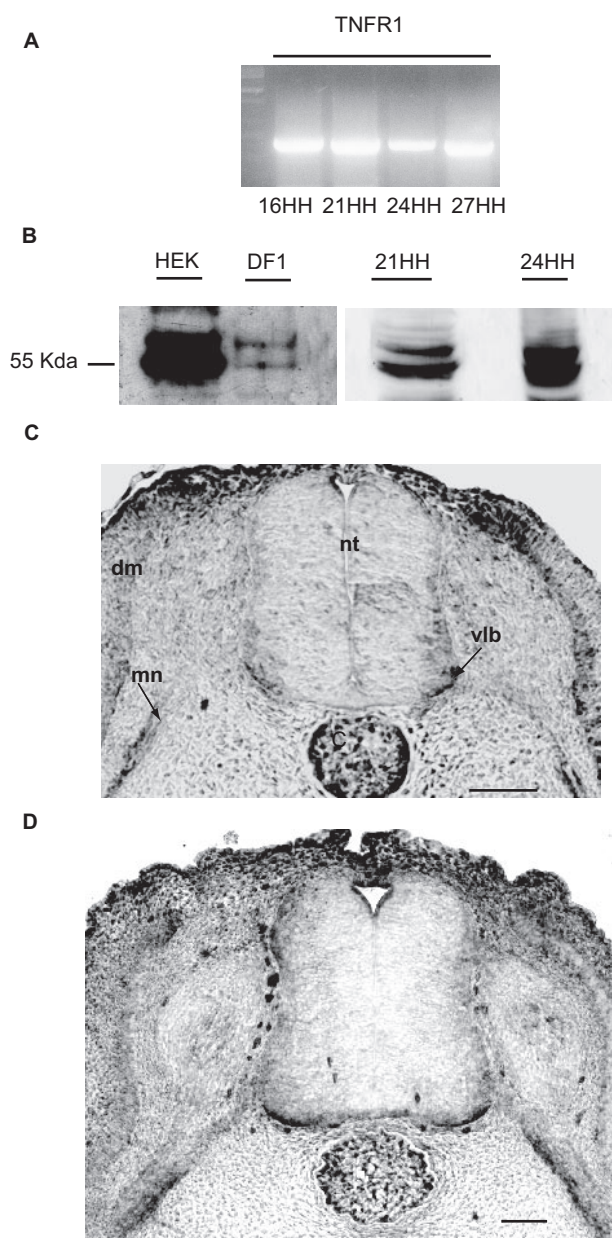 A
TNFR1
16HH 21HH 24HH 27HH
B
HEK DF1 21HH 24HH
55 Kda
C
nt
dm
vlb
mn
C
D